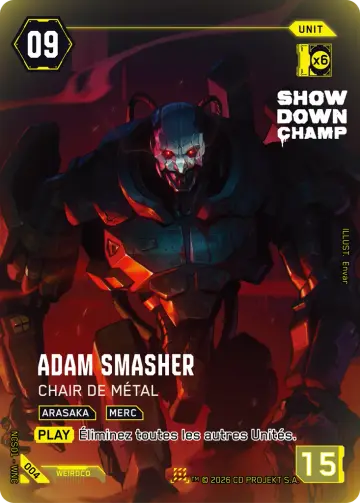 09
UNIT
x6
SHOW
DOWN
CHAMP
ILLUST. Envar
ADAM SMASHER
CHAIR DE MÉTAL
ARASAKA MERC
PLAY Éliminez toutes les autres Unités.
004
WEIRDCO
™ © 2026 CD PROJEKT S.A.
15